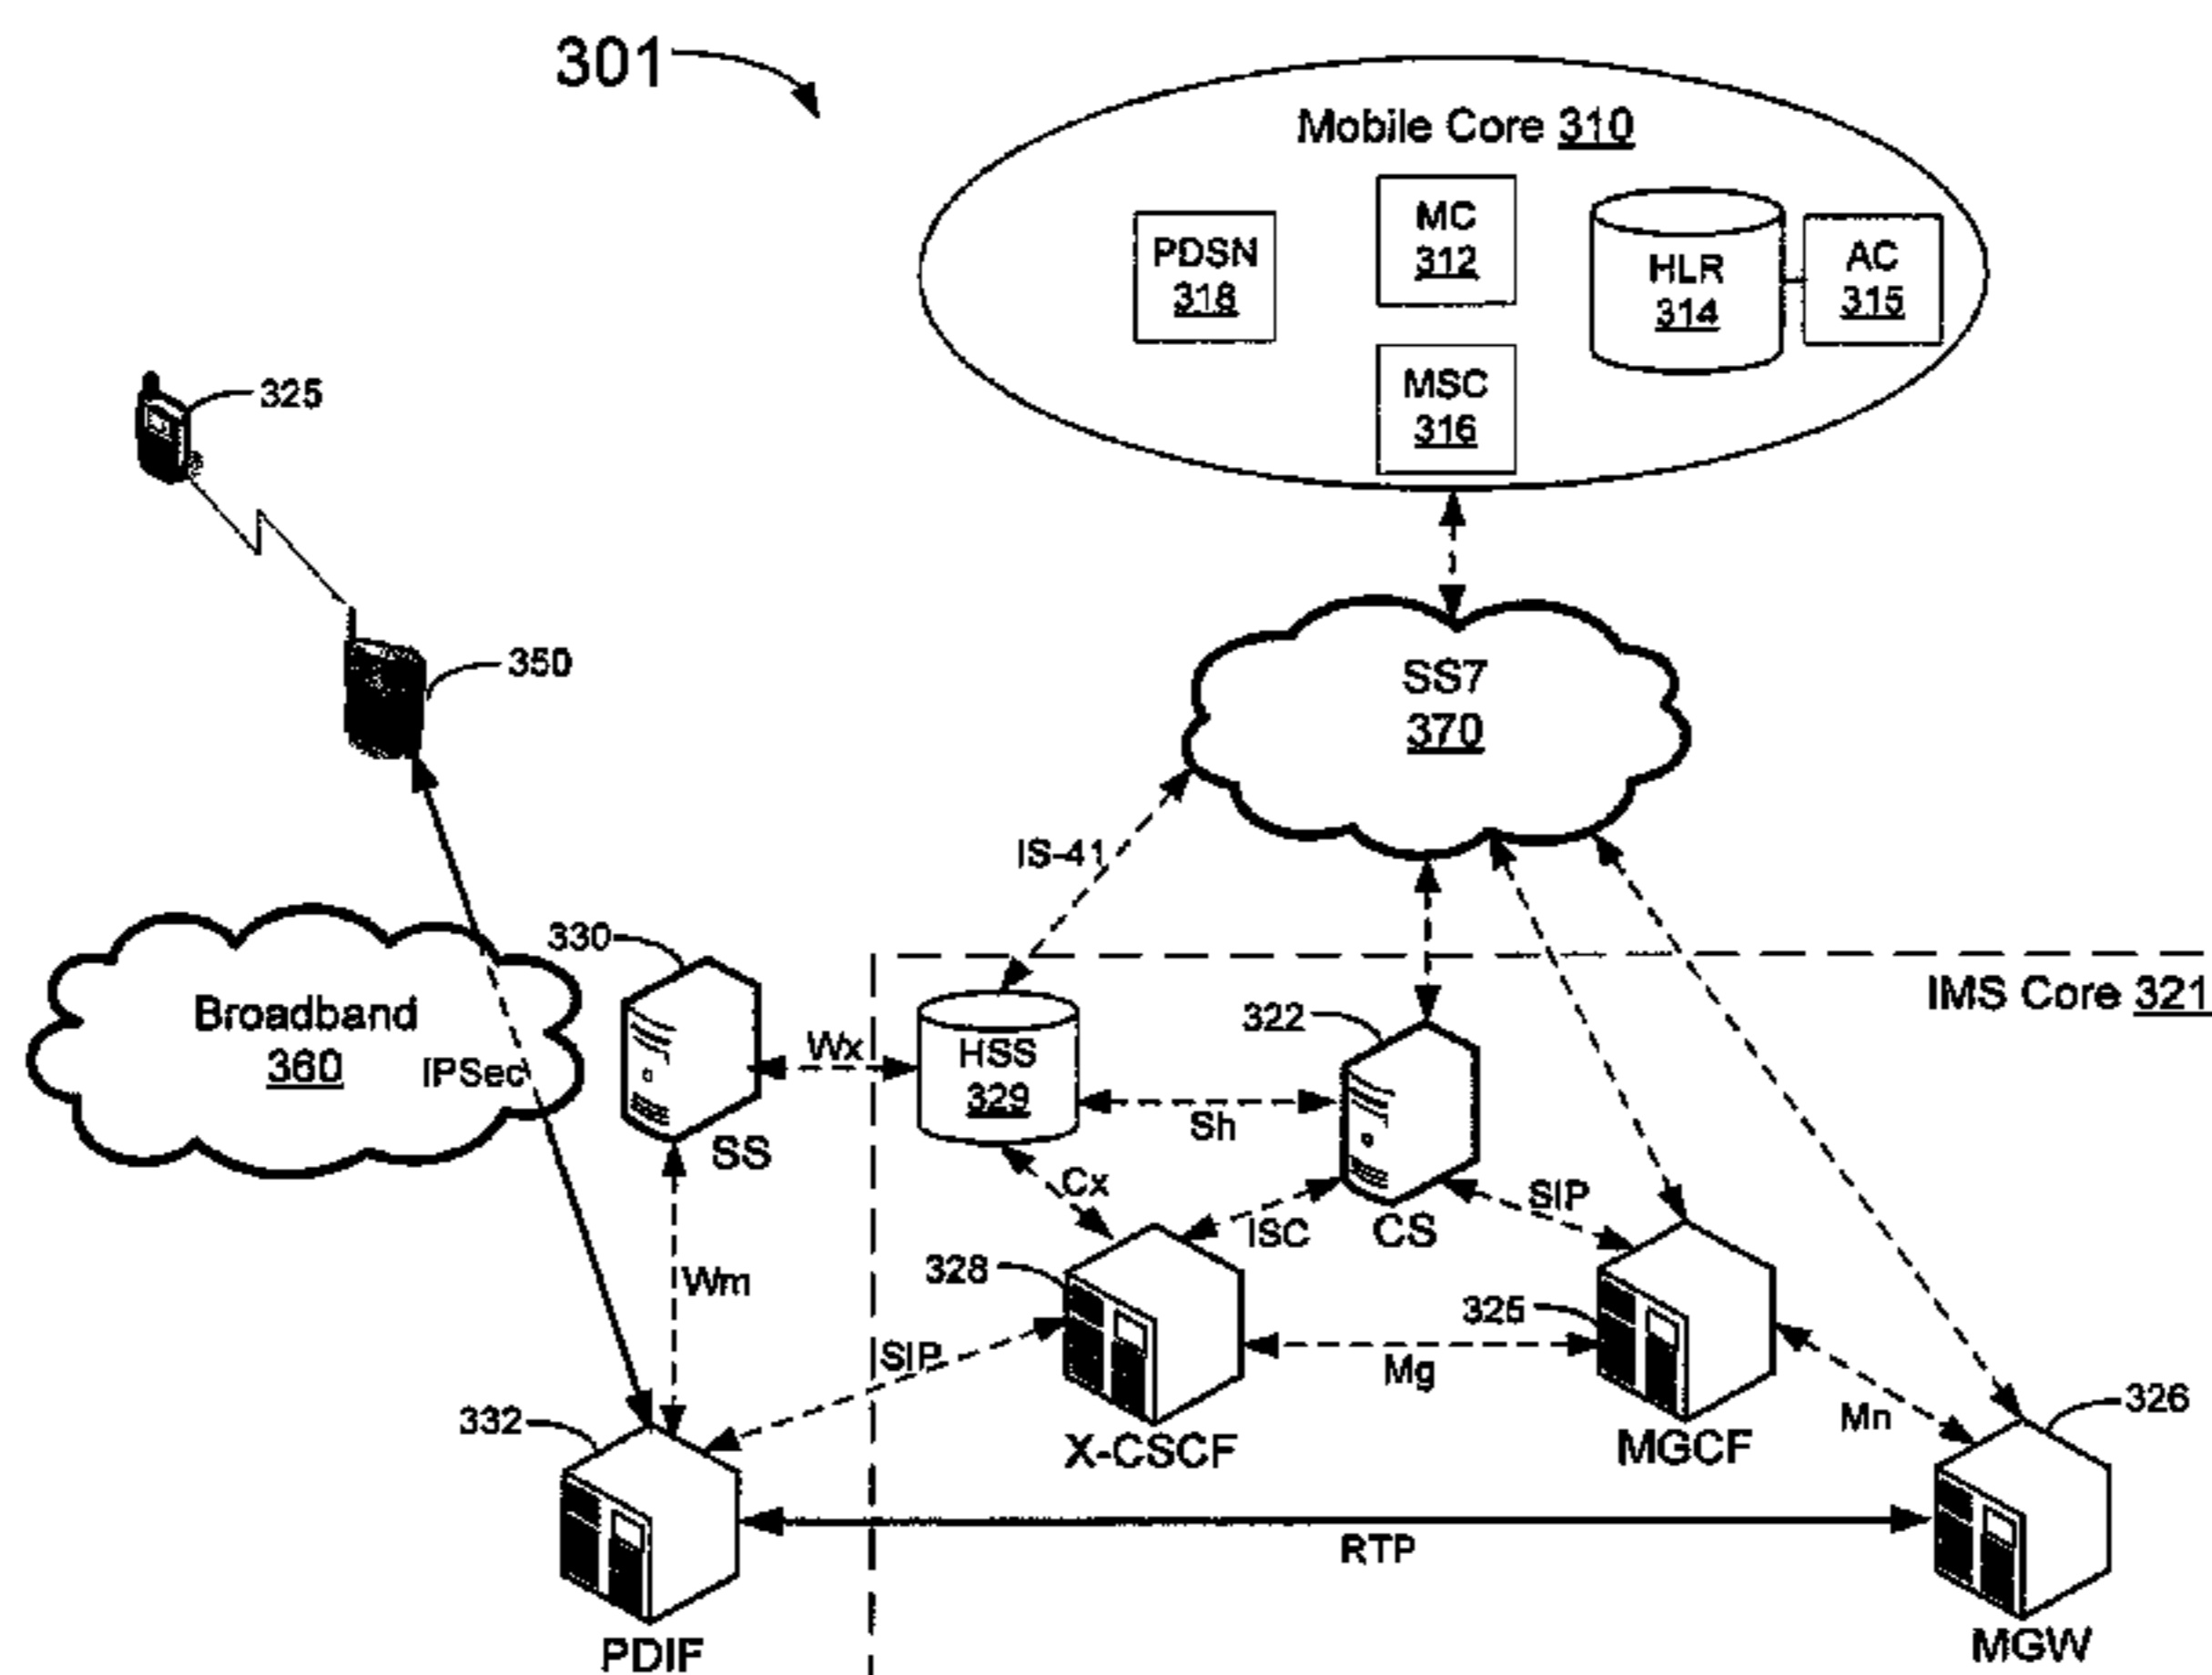 301
Mobile Core 310
MC
312
PDSN
318
HLR
314
AC
315
MSC
316
325
350
SS7
370
IS-41
330
IMS Core 321
Broadband
360
IPSec
322
Wx
HSS
329
Sh
SS
Cx
ISC
CS
SIP
328
325
Wm
SIP
Mg
Mn
326
332
X-CSCF
MGCF
RTP
PDIF
MGW